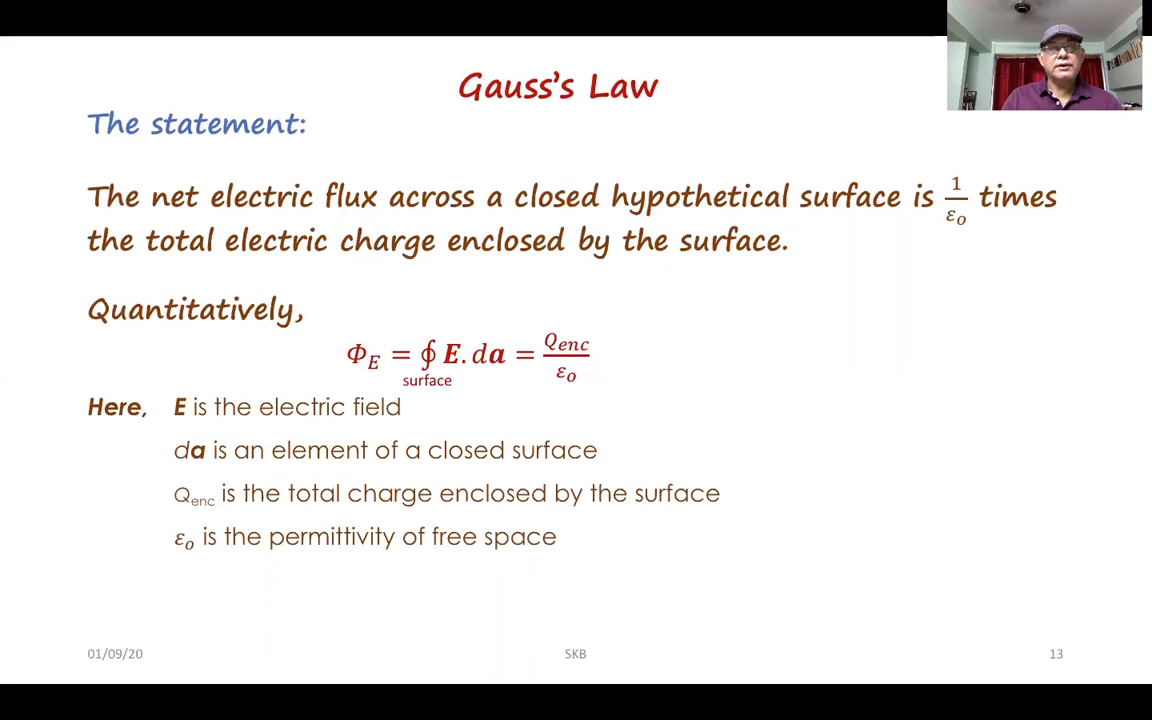 Gauss's Law
The statement:
The net electric flux across a closed hypothetical surface is 1/ε₀ times
the total electric charge enclosed by the surface.
Quantitatively,
Φ_E = ∮ E.da = Q_enc/ε₀
surface
Here, E is the electric field
da is an element of a closed surface
Q_enc is the total charge enclosed by the surface
ε₀ is the permittivity of free space
01/09/20 SKB 13